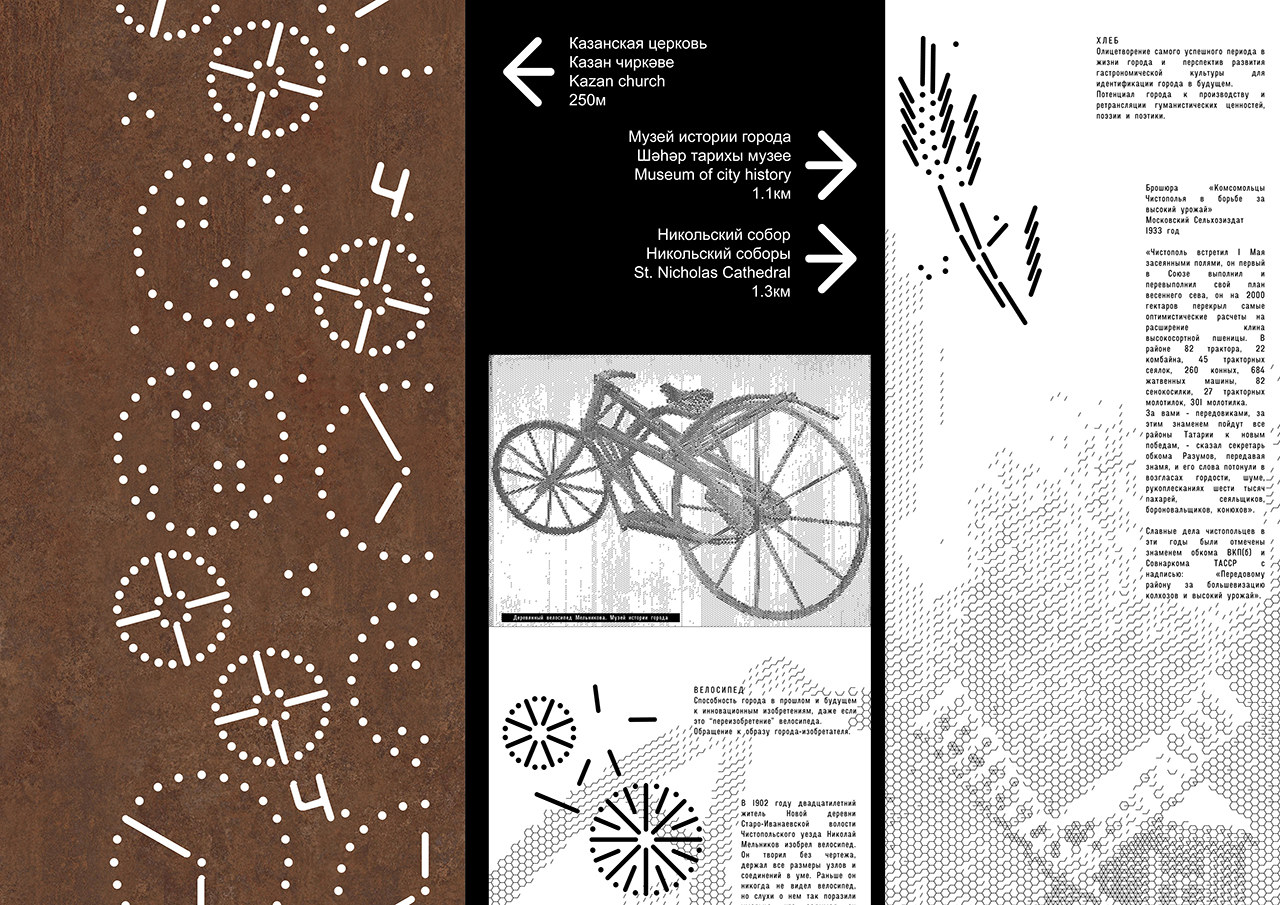 Ч.
Ч.
Казанская церковь
Казан чиркәве
Kazan church
250м
Музей истории города
Шәһәр тарихы музее
Museum of city history
1.1км
Никольский собор
Никольский соборы
St. Nicholas Cathedral
1.3км
Деревянный велосипед Мельникова, Музей истории города
ВЕЛОСИПЕД
Способность города в прошлом и будущем
к инновационным изобретениям, даже если
это “переизобретение” велосипеда.
Обращение к образу города-изобретателя.
В 1902 году двадцатилетний
житель Новой деревни
Старо-Иванаевской волости
Чистопольского уезда Николай
Мельников изобрел велосипед.
Он творил без чертежа,
держал все размеры узлов и
соединений в уме. Раньше он
никогда не видел велосипед,
но слухи о нем так поразили
ХЛЕБ
Олицетворение самого успешного периода в
жизни города и перспектив развития
гастрономической культуры для
идентификации города в будущем.
Потенциал города к производству и
ретрансляции гуманистических ценностей,
поэзии и поэтики.
Брошюра «Комсомольцы
Чистополья в борьбе за
высокий урожай»
Московский Сельхозиздат
1933 год
«Чистополь встретил 1 Мая
засеянными полями, он первый
в Союзе выполнил и
перевыполнил свой план
весеннего сева, он на 2000
гектаров перекрыл самые
оптимистические расчеты на
расширение клина
высокосортной пшеницы. В
районе 82 трактора, 22
комбайна, 45 тракторных
сеялок, 260 конных, 684
жатвенных машины, 82
сенокосилки, 27 тракторных
молотилок, 301 молотилка.
За вами - передовиками, за
этим знаменем пойдут все
районы Татарии к новым
победам, - сказал секретарь
обкома Разумов, передавая
знамя, и его слова потонули в
возгласах гордости, шуме,
рукоплесканиях шести тысяч
пахарей, сеяльщиков,
бороновальщиков, конюхов».
Славные дела чистопольцев в
эти годы были отмечены
знаменем обкома ВКП(б) и
Совнаркома ТАССР с
надписью: «Передовому
району за большевизацию
колхозов и высокий урожай».